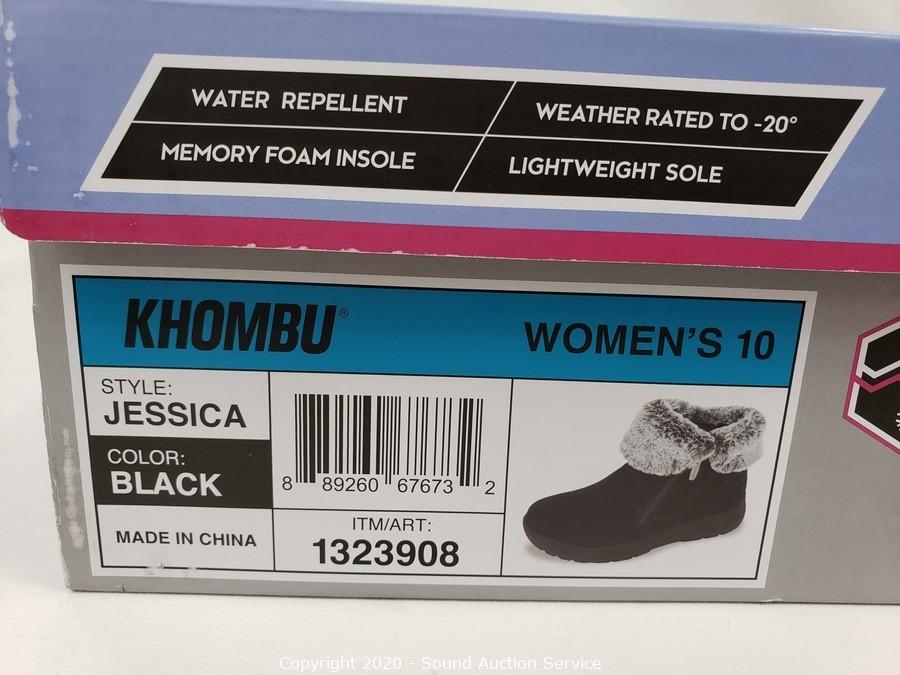 WATER REPELLENT
WEATHER RATED TO -20°
MEMORY FOAM INSOLE
LIGHTWEIGHT SOLE
KHOMBU®
WOMEN'S 10
STYLE:
JESSICA
COLOR:
BLACK
MADE IN CHINA
8 89260 67673 2
ITM/ART:
1323908
Copyright 2020 - Sound Auction Service